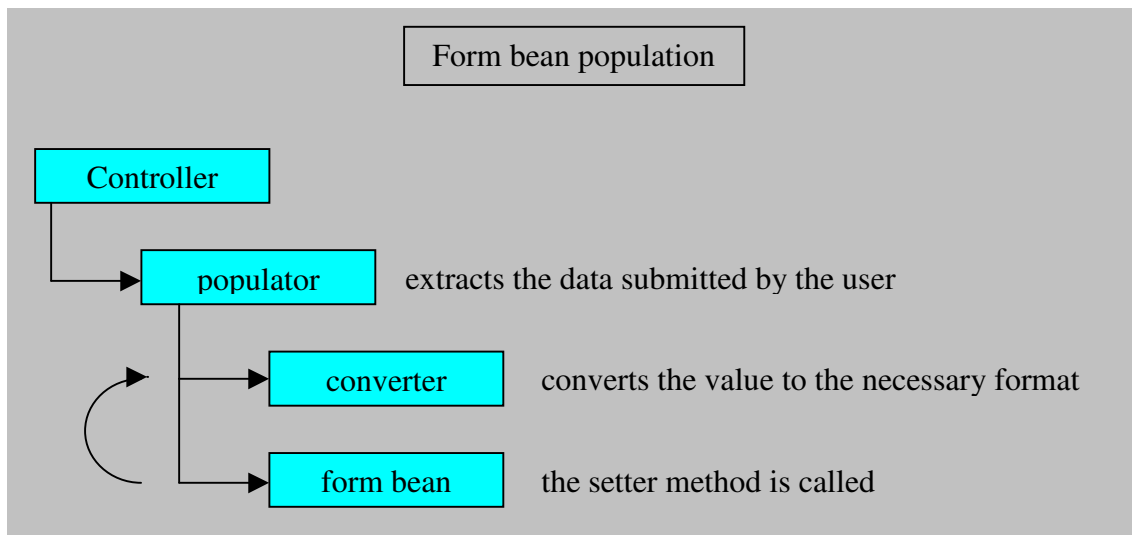 Form bean population
Controller
populator extracts the data submitted by the user
converter converts the value to the necessary format
form bean the setter method is called